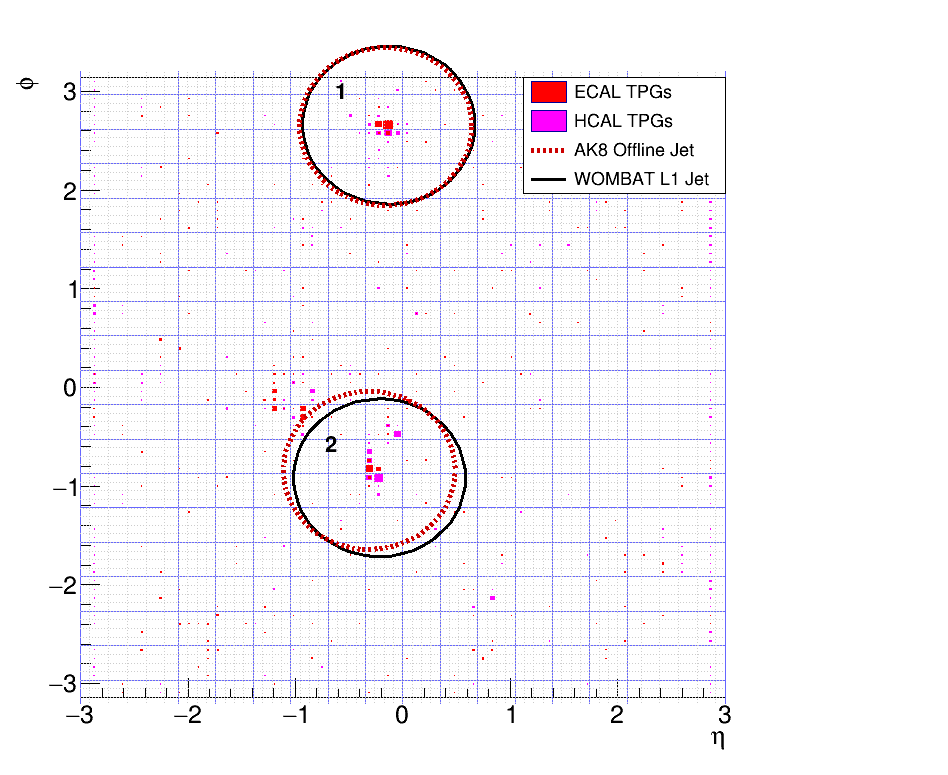 φ
3
2
1
0
−1
−2
−3
−3 −2 −1 0 1 2 3
η
ECAL TPGs
HCAL TPGs
AK8 Offline Jet
WOMBAT L1 Jet
1
2